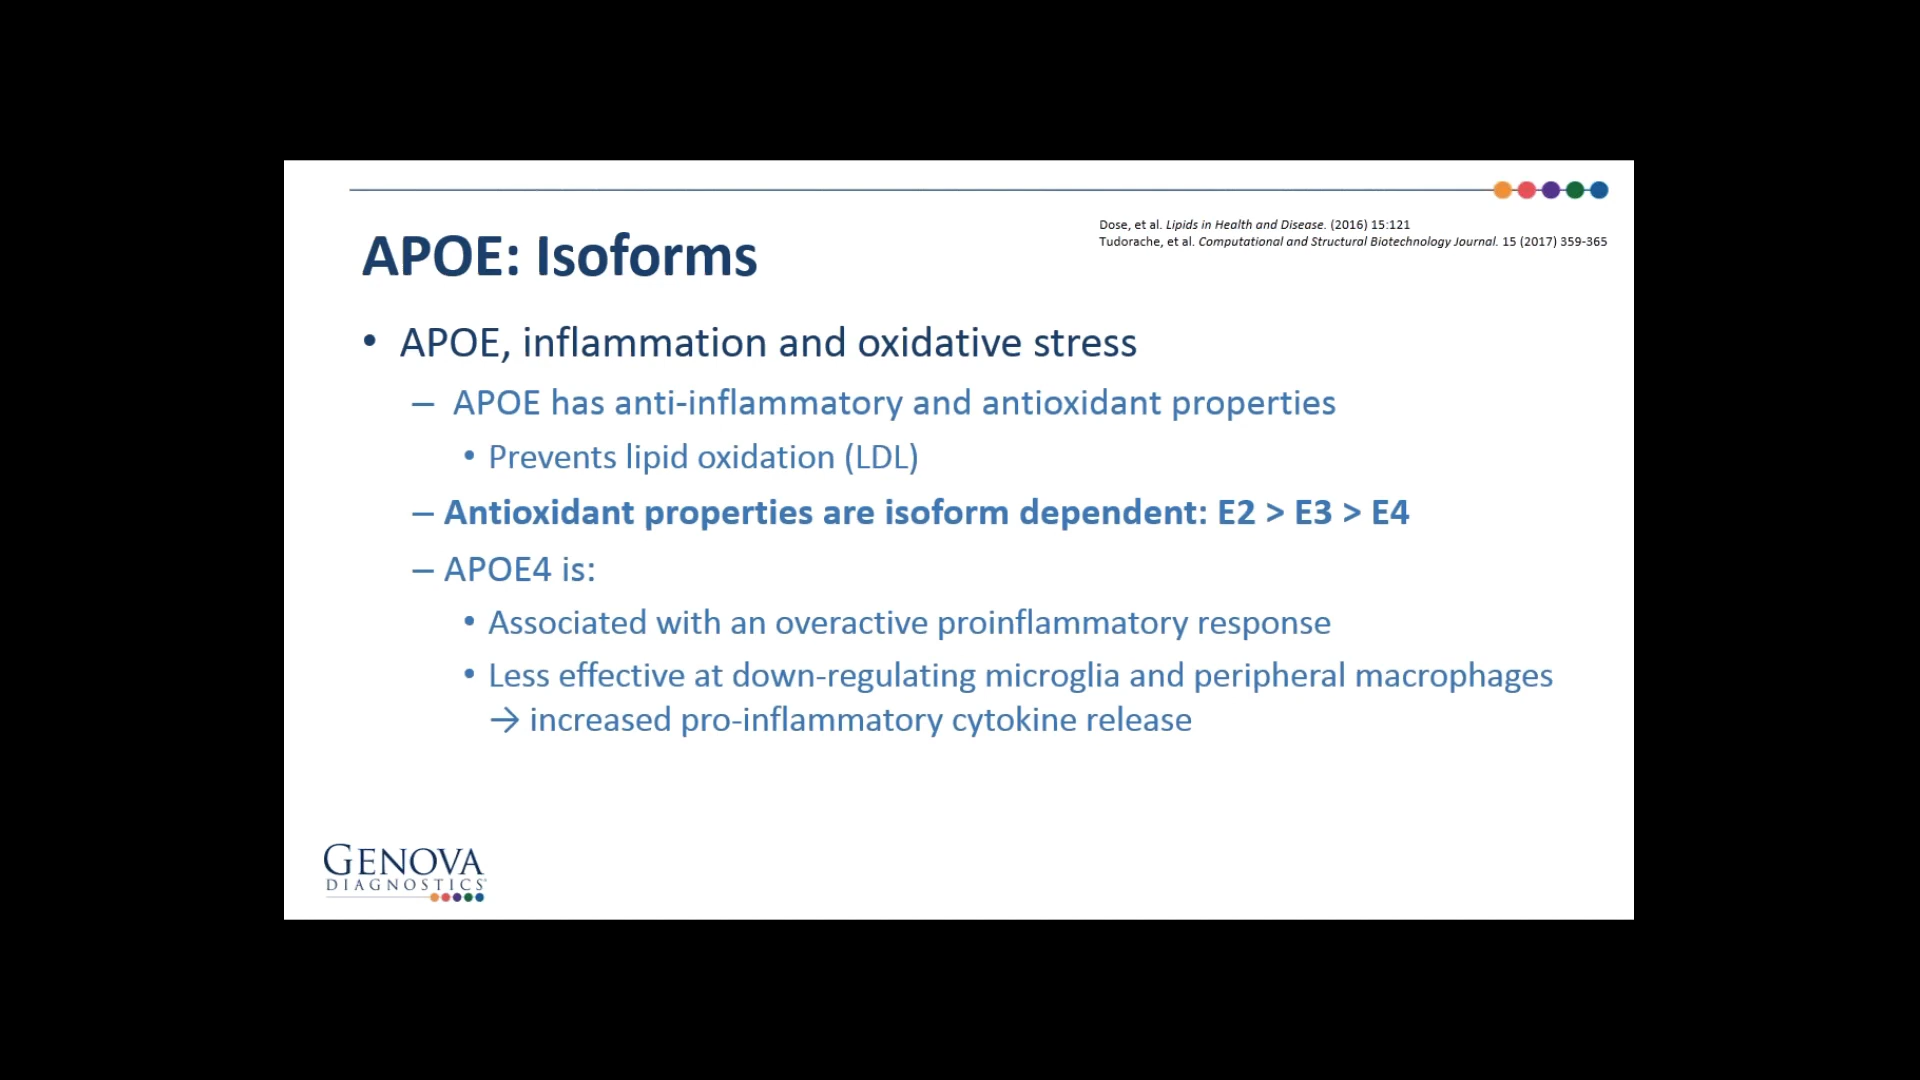 Dose, et al. Lipids in Health and Disease. (2016) 15:121
Tudorache, et al. Computational and Structural Biotechnology Journal. 15 (2017) 359-365
APOE: Isoforms
• APOE, inflammation and oxidative stress
– APOE has anti-inflammatory and antioxidant properties
• Prevents lipid oxidation (LDL)
– Antioxidant properties are isoform dependent: E2 > E3 > E4
– APOE4 is:
• Associated with an overactive proinflammatory response
• Less effective at down-regulating microglia and peripheral macrophages
→ increased pro-inflammatory cytokine release
GENOVA
DIAGNOSTICS